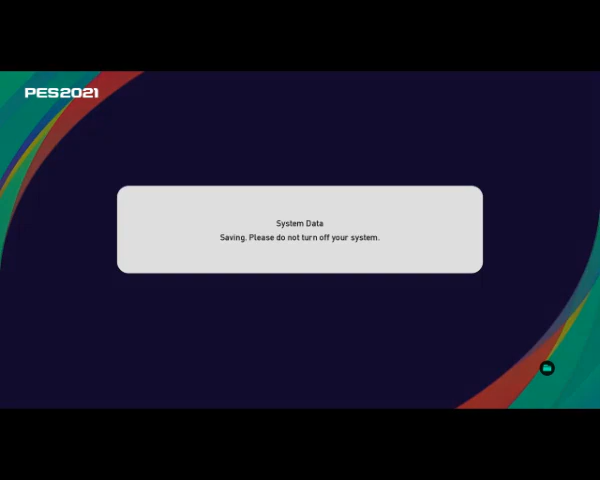 PES2021
System Data
Saving. Please do not turn off your system.